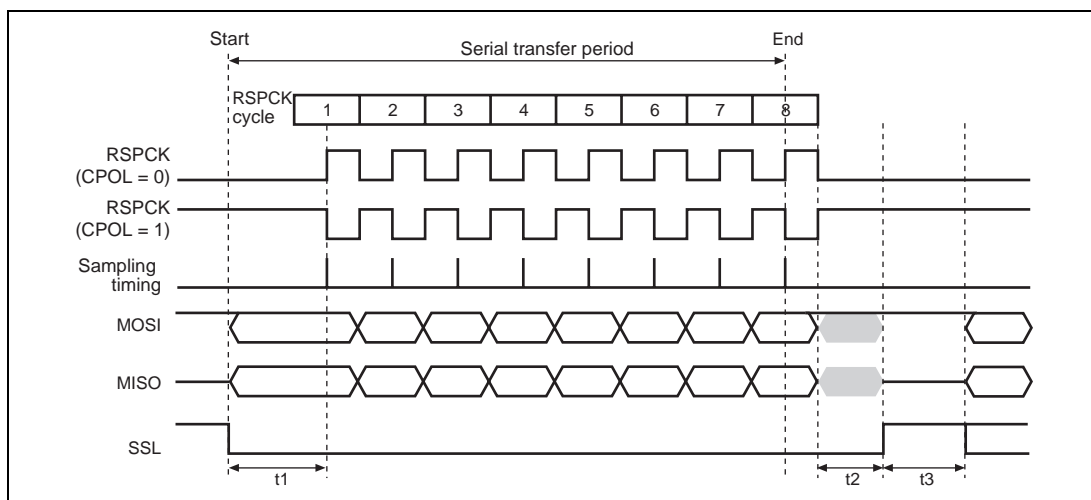 Start
End
Serial transfer period
RSPCK
cycle
1 2 3 4 5 6 7 8
RSPCK
(CPOL = 0)
RSPCK
(CPOL = 1)
Sampling
timing
MOSI
MISO
SSL
t1
t2
t3